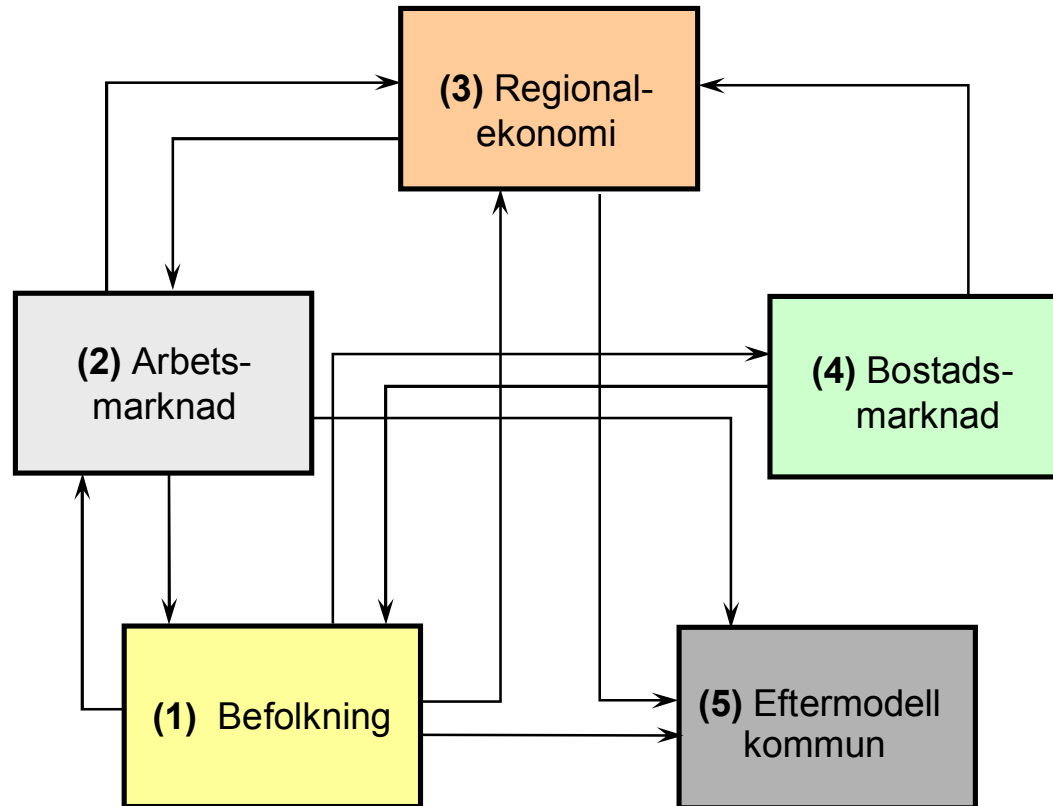 (3) Regional-
ekonomi
(2) Arbets-
marknad
(4) Bostads-
marknad
(1) Befolkning
(5) Eftermodell
kommun